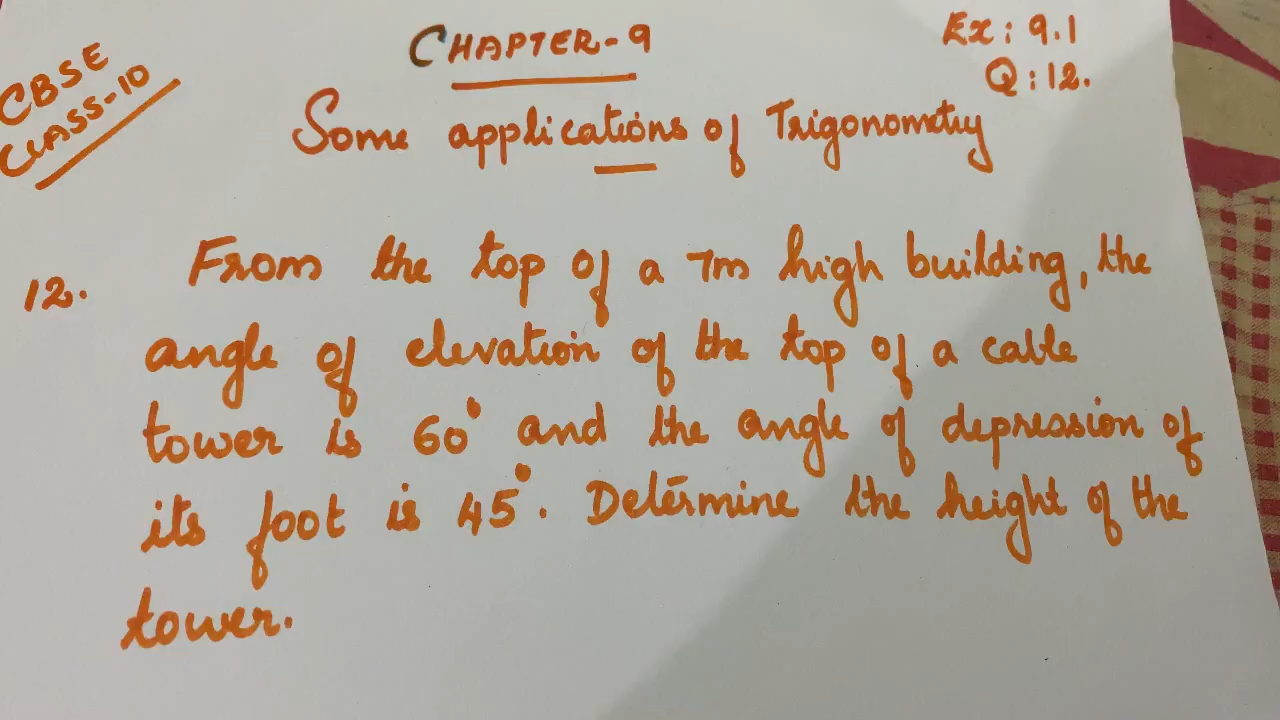 CBSE
CLASS-10
CHAPTER-9
Ex: 9.1
Q: 12.
Some applications of Trigonometry
12. From the top of a 7m high building, the
angle of elevation of the top of a cable
tower is 60° and the angle of depression of
its foot is 45°. Determine the height of the
tower.